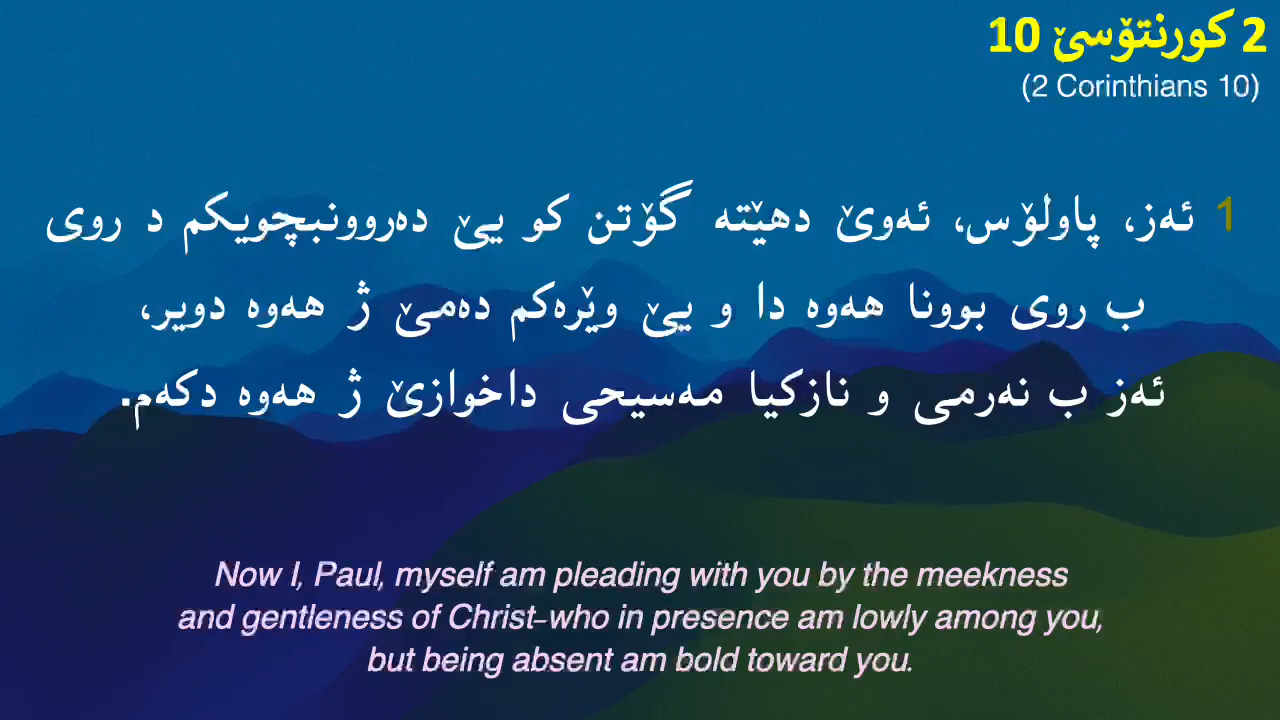 2 کورنتۆسێ 10
(2 Corinthians 10)
1 ئەز، پاولۆس، ئەوێ دهێتە گۆتن کو یێ دەروونبچویکم د روی
ب روی بوونا هەوە دا و یێ وێرەکم دەمێ ژ هەوە دویر،
ئەز ب نەرمی و نازکیا مەسیحی داخوازێ ژ هەوە دکەم.
Now I, Paul, myself am pleading with you by the meekness
and gentleness of Christ–who in presence am lowly among you,
but being absent am bold toward you.